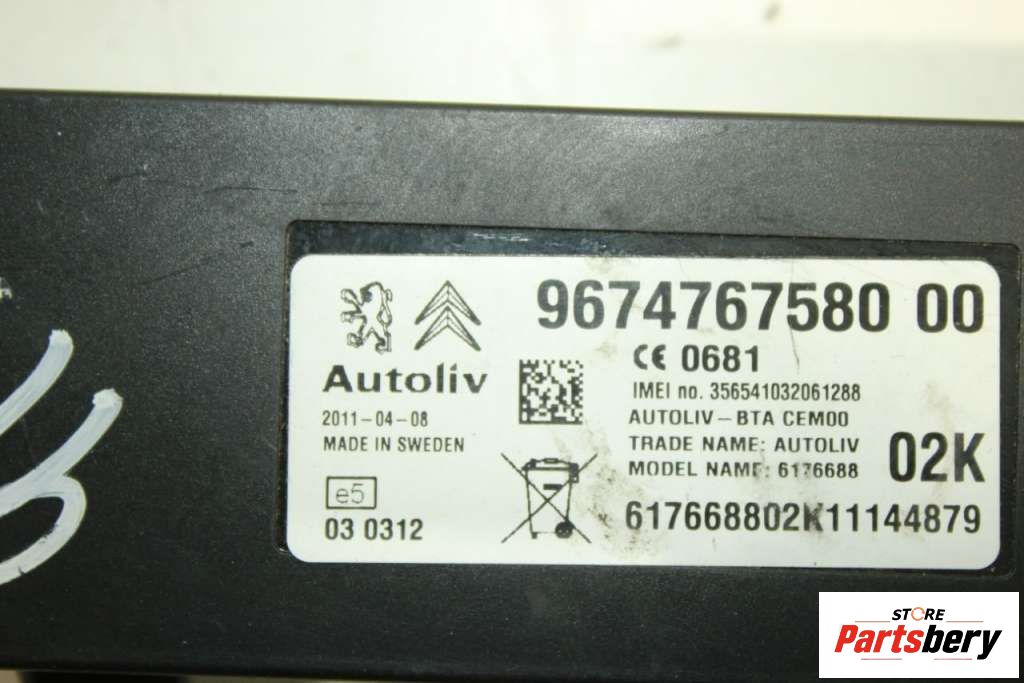 9674767580 00
CE 0681
IMEI no. 356541032061288
Autoliv
2011-04-08
MADE IN SWEDEN
AUTOLIV-BTA CEM00
TRADE NAME: AUTOLIV
MODEL NAME: 6176688
02K
e5
03 0312
617668802K11144879
STORE
Partsbery